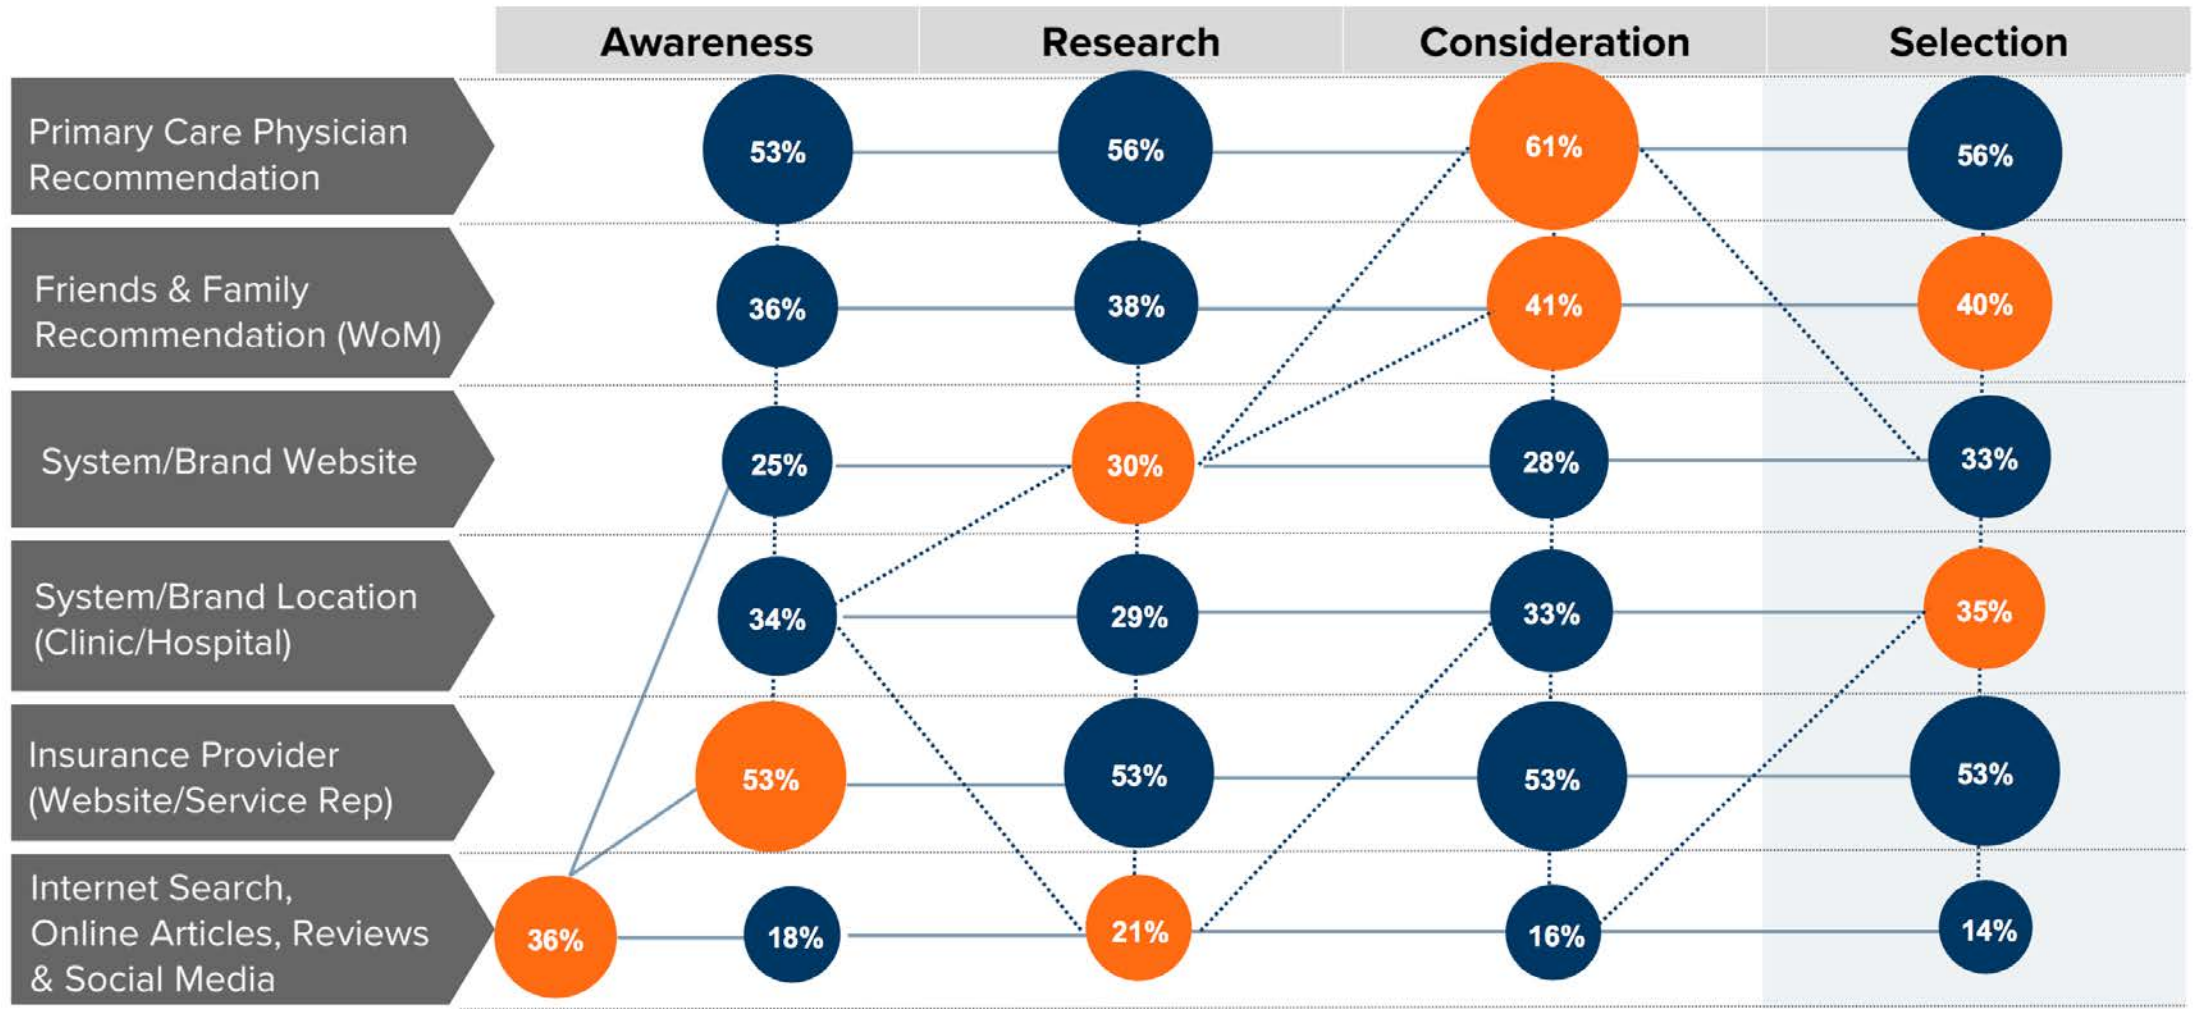 Awareness Research Consideration Selection
Primary Care Physician
Recommendation
53% 56% 61% 56%
Friends & Family
Recommendation (WoM)
36% 38% 41% 40%
System/Brand Website
25% 30% 28% 33%
System/Brand Location
(Clinic/Hospital)
34% 29% 33% 35%
Insurance Provider
(Website/Service Rep)
53% 53% 53% 53%
Internet Search,
Online Articles, Reviews
& Social Media
36% 18% 21% 16% 14%